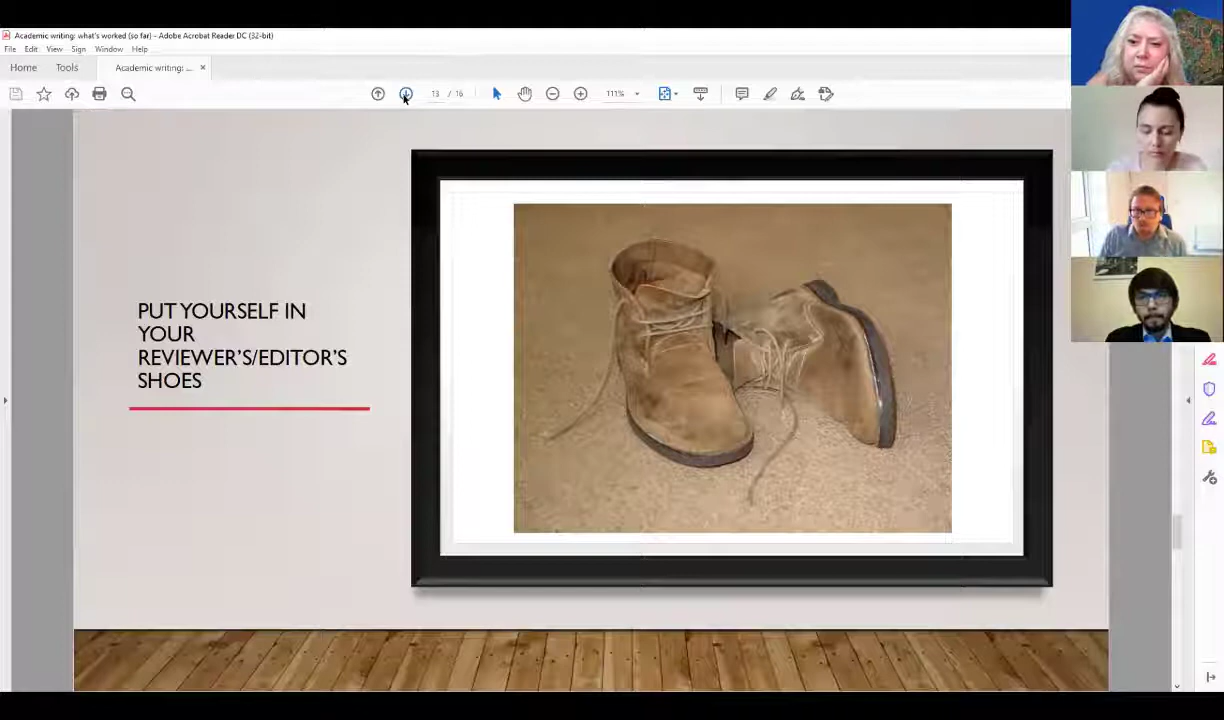 Academic writing: what's worked (so far) - Adobe Acrobat Reader DC (32-bit)
File Edit View Sign Window Help
Home Tools Academic writing: ... ×
13 / 16 111%
PUT YOURSELF IN
YOUR
REVIEWER'S/EDITOR'S
SHOES